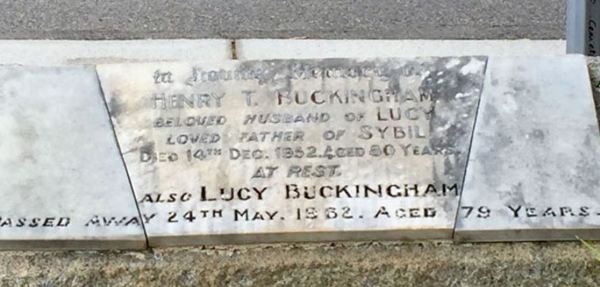 In Loving Memory of
HENRY T. BUCKINGHAM
BELOVED HUSBAND OF LUCY
LOVED FATHER OF SYBIL
DIED 14TH DEC. 1952. AGED 80 YEARS.
AT REST.
ALSO LUCY BUCKINGHAM
PASSED AWAY 24TH MAY. 1962. AGED 79 YEARS.